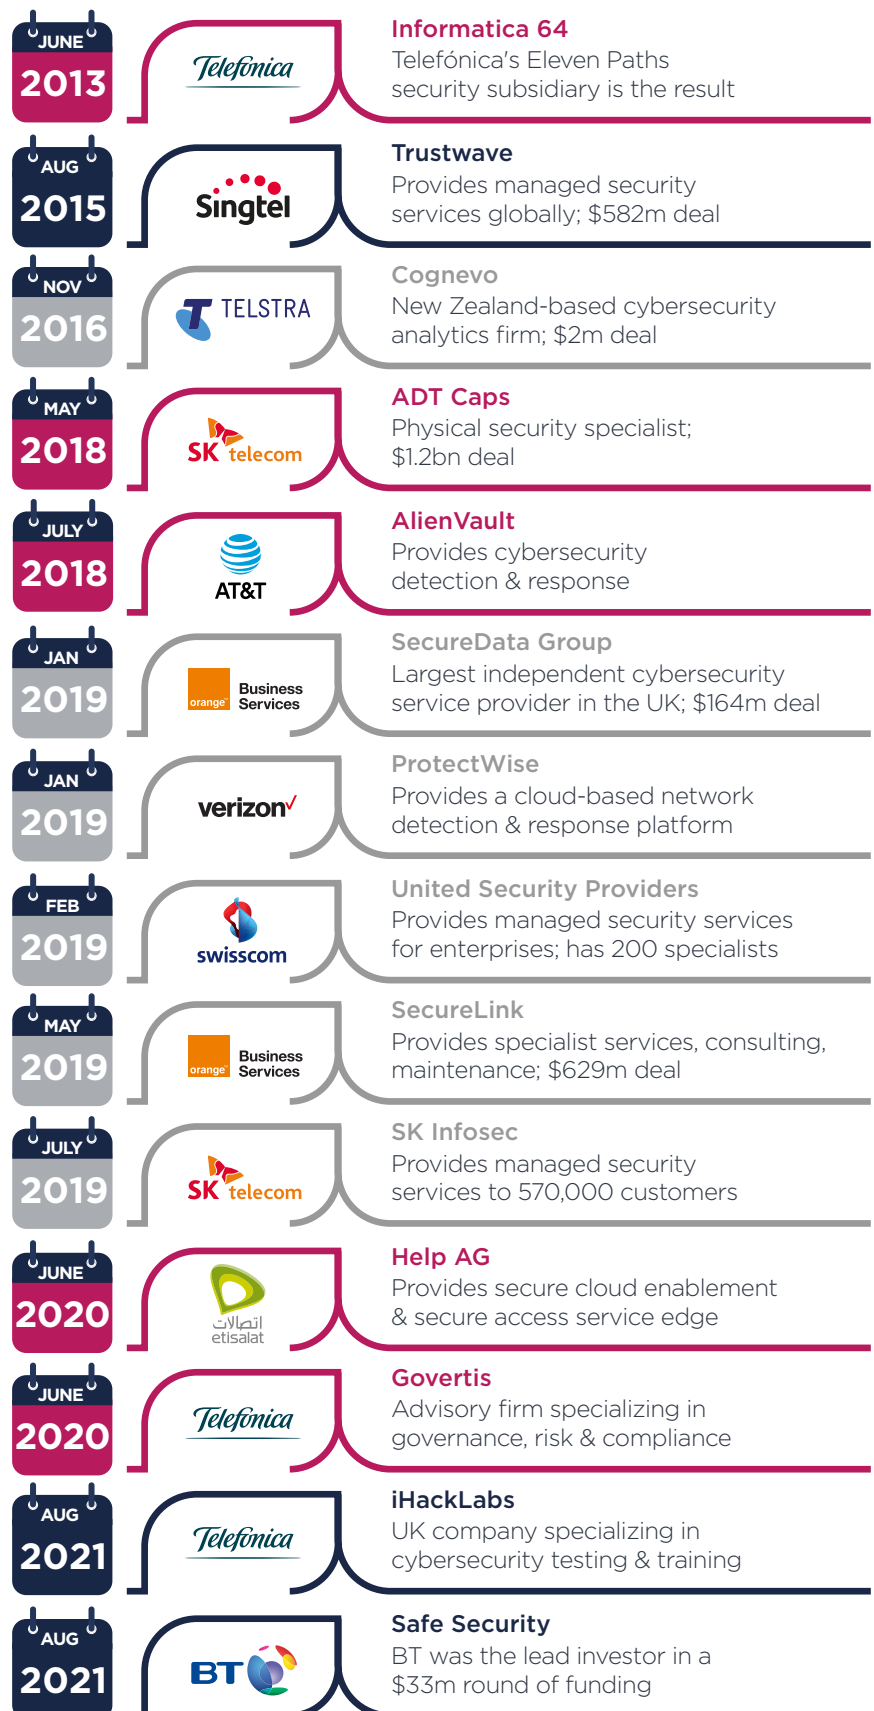 JUNE
2013
Telefónica
Informatica 64
Telefónica's Eleven Paths
security subsidiary is the result
AUG
2015
Singtel
Trustwave
Provides managed security
services globally; $582m deal
NOV
2016
TELSTRA
Cognevo
New Zealand-based cybersecurity
analytics firm; $2m deal
MAY
2018
SK telecom
ADT Caps
Physical security specialist;
$1.2bn deal
JULY
2018
AT&T
AlienVault
Provides cybersecurity
detection & response
JAN
2019
orange™
Business
Services
SecureData Group
Largest independent cybersecurity
service provider in the UK; $164m deal
JAN
2019
verizon✓
ProtectWise
Provides a cloud-based network
detection & response platform
FEB
2019
swisscom
United Security Providers
Provides managed security services
for enterprises; has 200 specialists
MAY
2019
orange™
Business
Services
SecureLink
Provides specialist services, consulting,
maintenance; $629m deal
JULY
2019
SK telecom
SK Infosec
Provides managed security
services to 570,000 customers
JUNE
2020
اتصالات
etisalat
Help AG
Provides secure cloud enablement
& secure access service edge
JUNE
2020
Telefónica
Govertis
Advisory firm specializing in
governance, risk & compliance
AUG
2021
Telefónica
iHackLabs
UK company specializing in
cybersecurity testing & training
AUG
2021
BT
Safe Security
BT was the lead investor in a
$33m round of funding